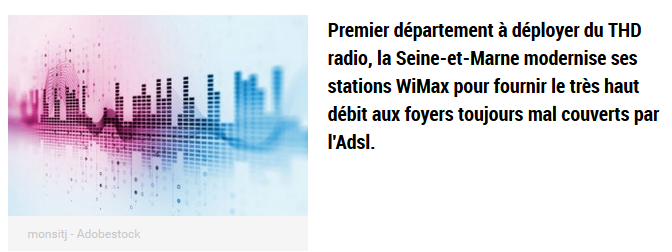 Premier département à déployer du THD
radio, la Seine-et-Marne modernise ses
stations WiMax pour fournir le très haut
débit aux foyers toujours mal couverts par
l'Adsl.
monsitj - Adobestock